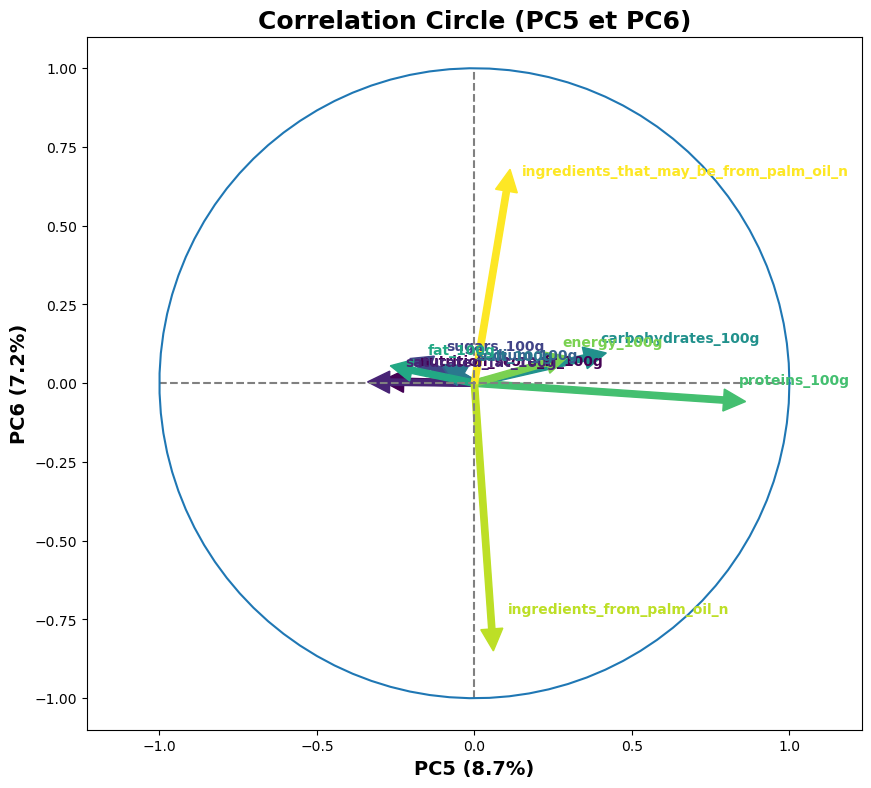 Correlation Circle (PC5 et PC6)
1.00
0.75
ingredients_that_may_be_from_palm_oil_n
0.50
0.25
carbohydrates_100g
energy_100g
sugars_100g
proteins_100g
0.00
−0.25
−0.50
ingredients_from_palm_oil_n
−0.75
−1.00
−1.0
−0.5
0.0
0.5
1.0
PC5 (8.7%)
PC6 (7.2%)